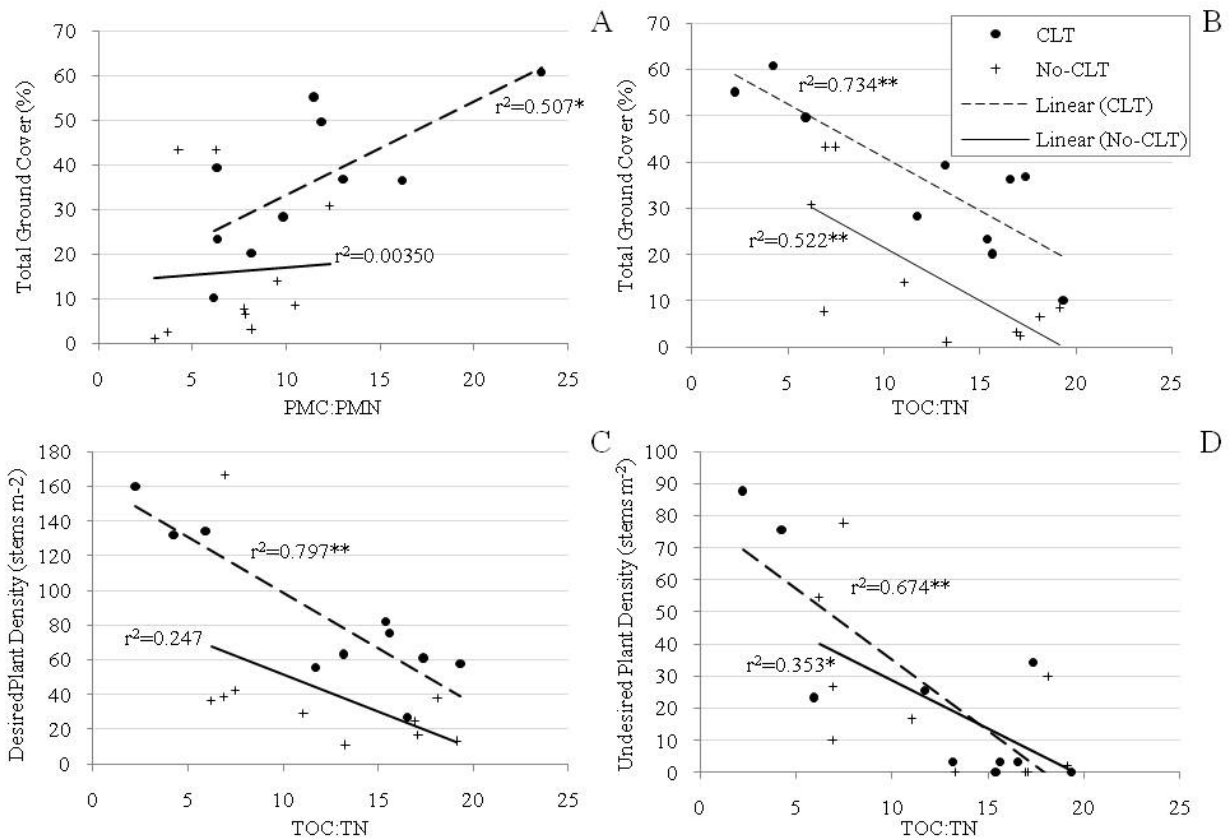 A
70
60
50
40
30
20
10
0
Total Ground Cover (%)
r²=0.507*
r²=0.00350
0 5 10 15 20 25
PMC:PMN
B
70
60
50
40
30
20
10
0
Total Ground Cover (%)
CLT
No-CLT
Linear (CLT)
Linear (No-CLT)
r²=0.734**
r²=0.522**
0 5 10 15 20 25
TOC:TN
C
180
160
140
120
100
80
60
40
20
0
DesiredPlant Density (stems m-2)
r²=0.797**
r²=0.247
0 5 10 15 20 25
TOC:TN
D
100
90
80
70
60
50
40
30
20
10
0
Undesired Plant Density (stems m⁻²)
r²=0.674**
r²=0.353*
0 5 10 15 20 25
TOC:TN